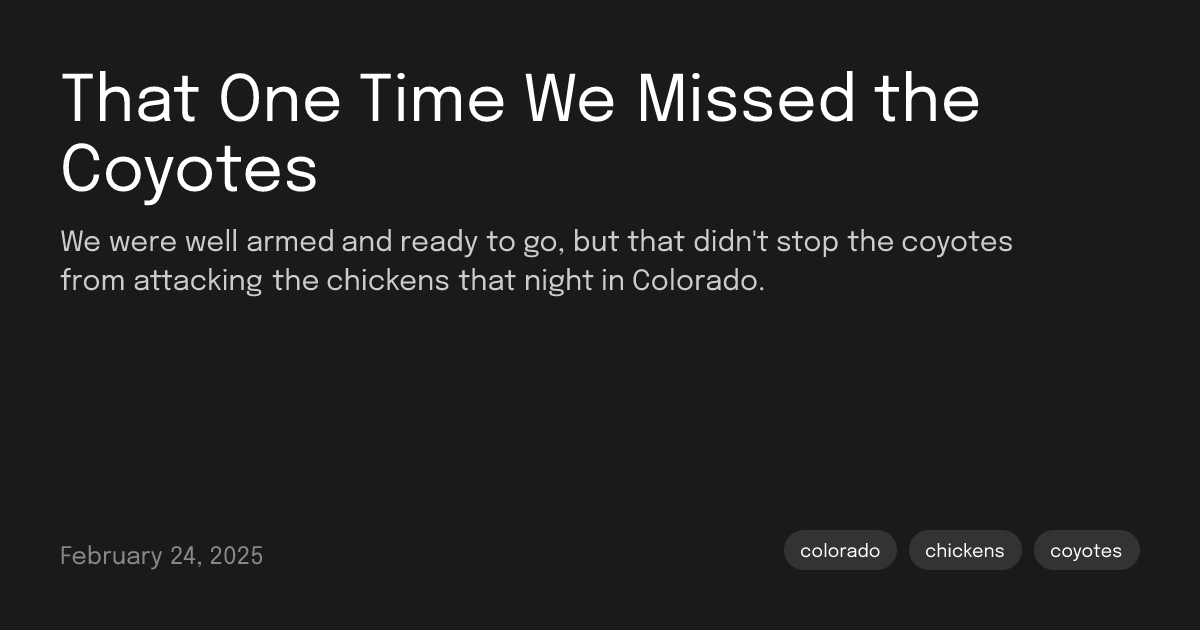 That One Time We Missed the
Coyotes
We were well armed and ready to go, but that didn't stop the coyotes
from attacking the chickens that night in Colorado.
February 24, 2025
colorado
chickens
coyotes